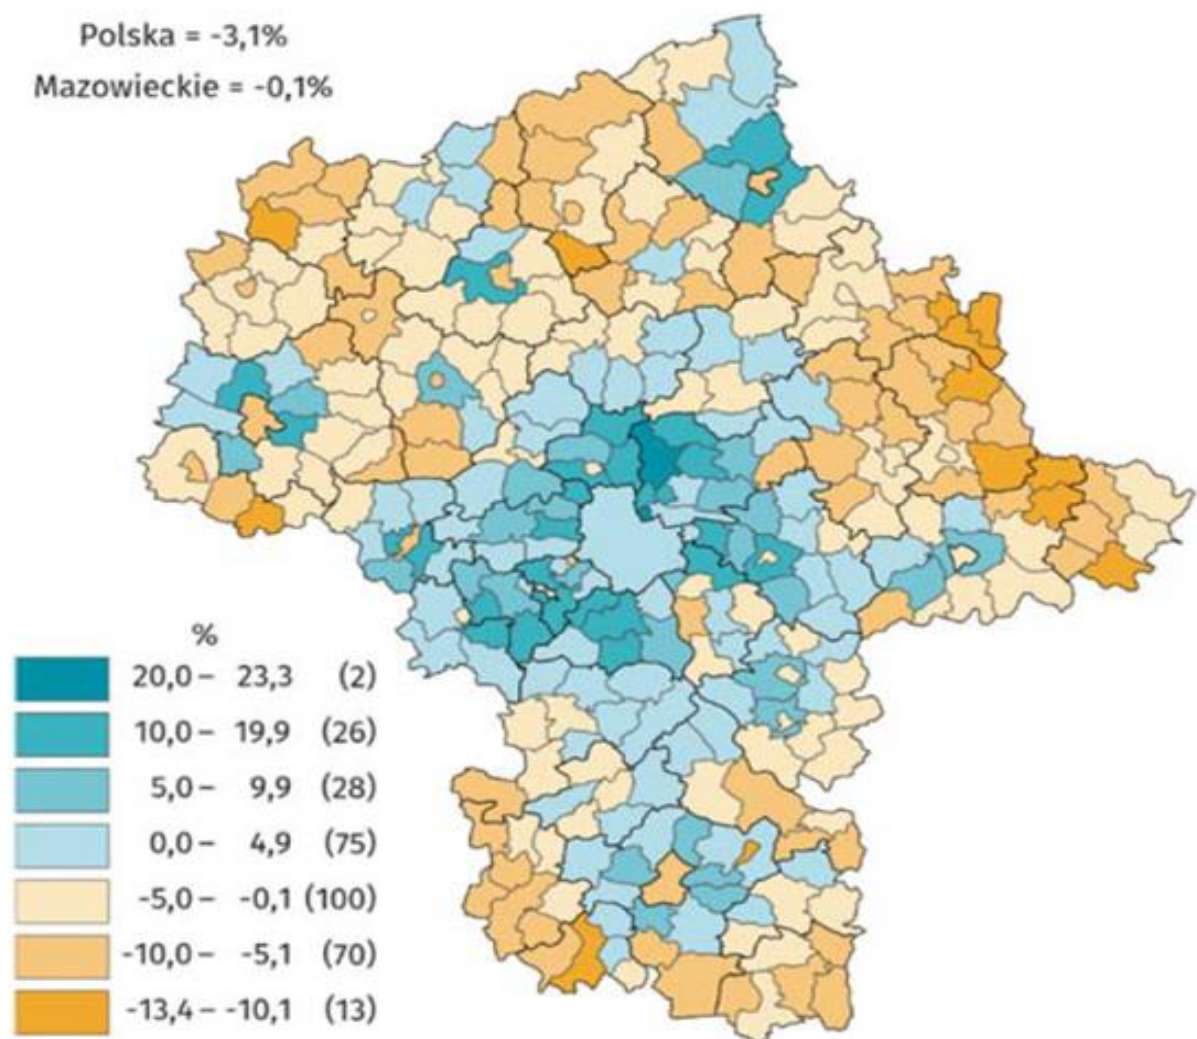 Polska = -3,1%
Mazowieckie = -0,1%
%
20,0 – 23,3 (2)
10,0 – 19,9 (26)
5,0 – 9,9 (28)
0,0 – 4,9 (75)
-5,0 – -0,1 (100)
-10,0 – -5,1 (70)
-13,4 – -10,1 (13)